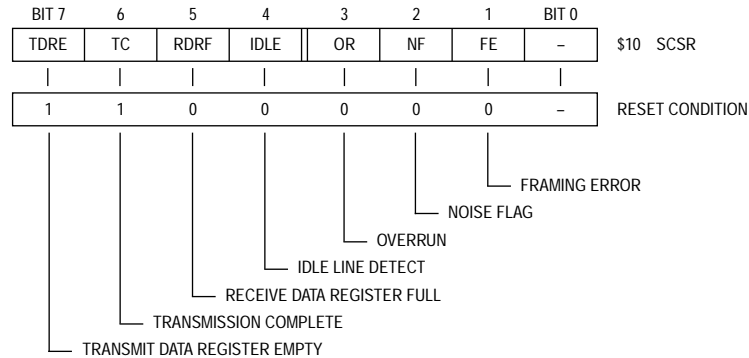 BIT 7 6 5 4 3 2 1 BIT 0
TDRE TC RDRF IDLE OR NF FE – $10 SCSR
1 1 0 0 0 0 0 – RESET CONDITION
FRAMING ERROR
NOISE FLAG
OVERRUN
IDLE LINE DETECT
RECEIVE DATA REGISTER FULL
TRANSMISSION COMPLETE
TRANSMIT DATA REGISTER EMPTY